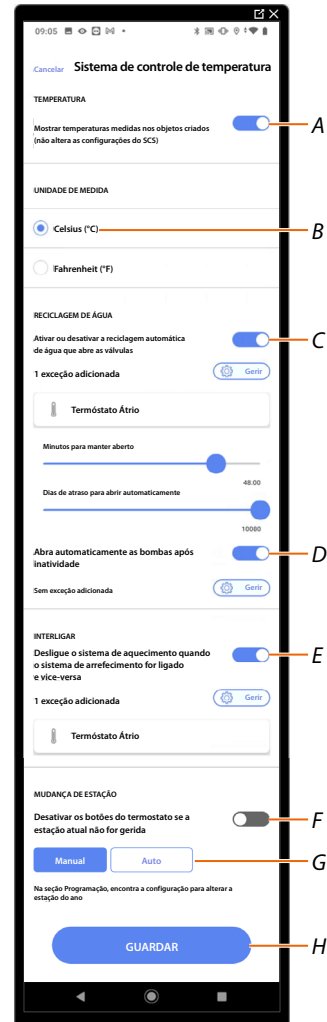 09:05
Cancelar Sistema de controle de temperatura
TEMPERATURA
Mostrar temperaturas medidas nos objetos criados
(não altera as configurações do SCS)
A
UNIDADE DE MEDIDA
Celsius (°C)
B
Fahrenheit (°F)
RECICLAGEM DE ÁGUA
Ativar ou desativar a reciclagem automática
de água que abre as válvulas
C
1 exceção adicionada
Gerir
Termóstato Átrio
Minutos para manter aberto
48:00
Dias de atraso para abrir automaticamente
10080
Abra automaticamente as bombas após
inatividade
D
Sem exceção adicionada
Gerir
INTERLIGAR
Desligue o sistema de aquecimento quando
o sistema de arrefecimento for ligado
e vice-versa
E
1 exceção adicionada
Gerir
Termóstato Átrio
MUDANÇA DE ESTAÇÃO
Desativar os botões do termostato se a
estação atual não for gerida
F
Manual
Auto
G
Na seção Programação, encontra a configuração para alterar a
estação do ano
GUARDAR
H